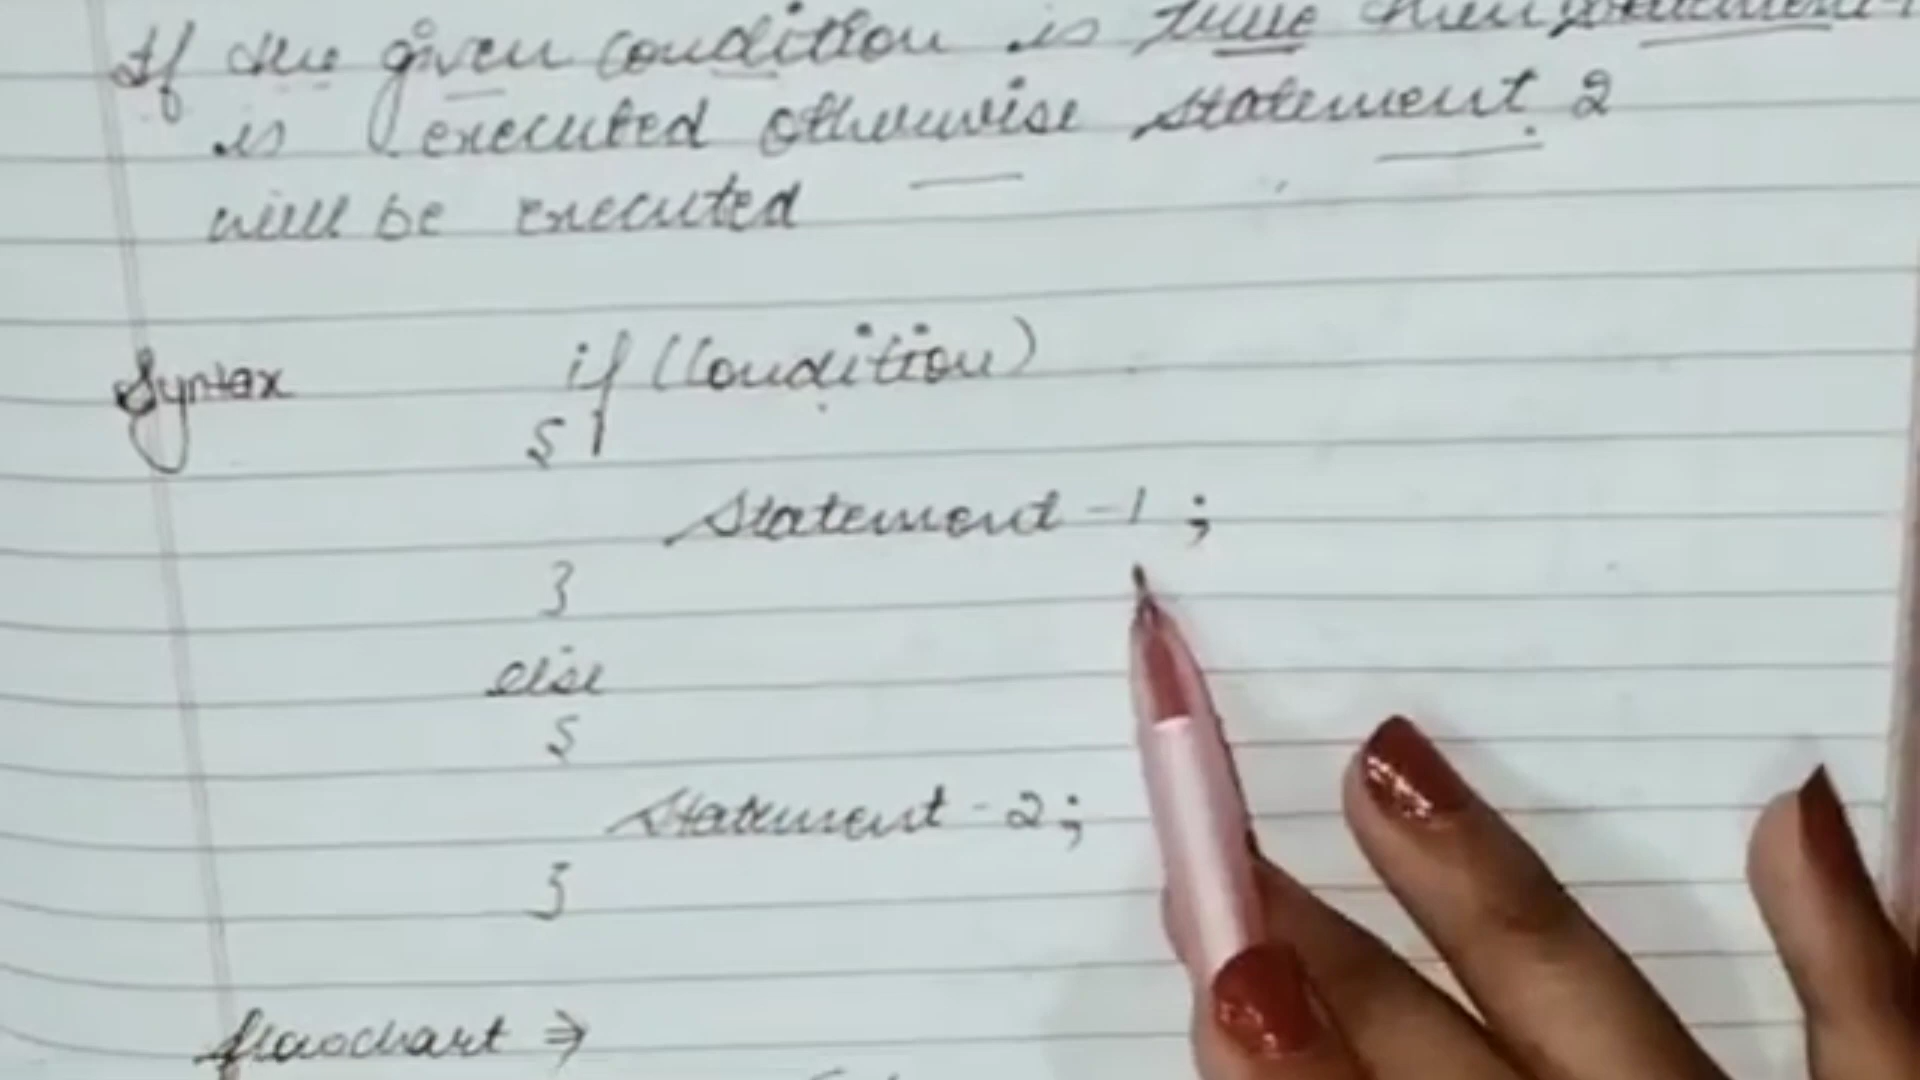 If the given condition is true then statement-1
is executed otherwise statement 2
will be executed
Syntax if (Condition)
{
Statement - 1 ;
}
else
{
Statement - 2 ;
}
flowchart ⇒